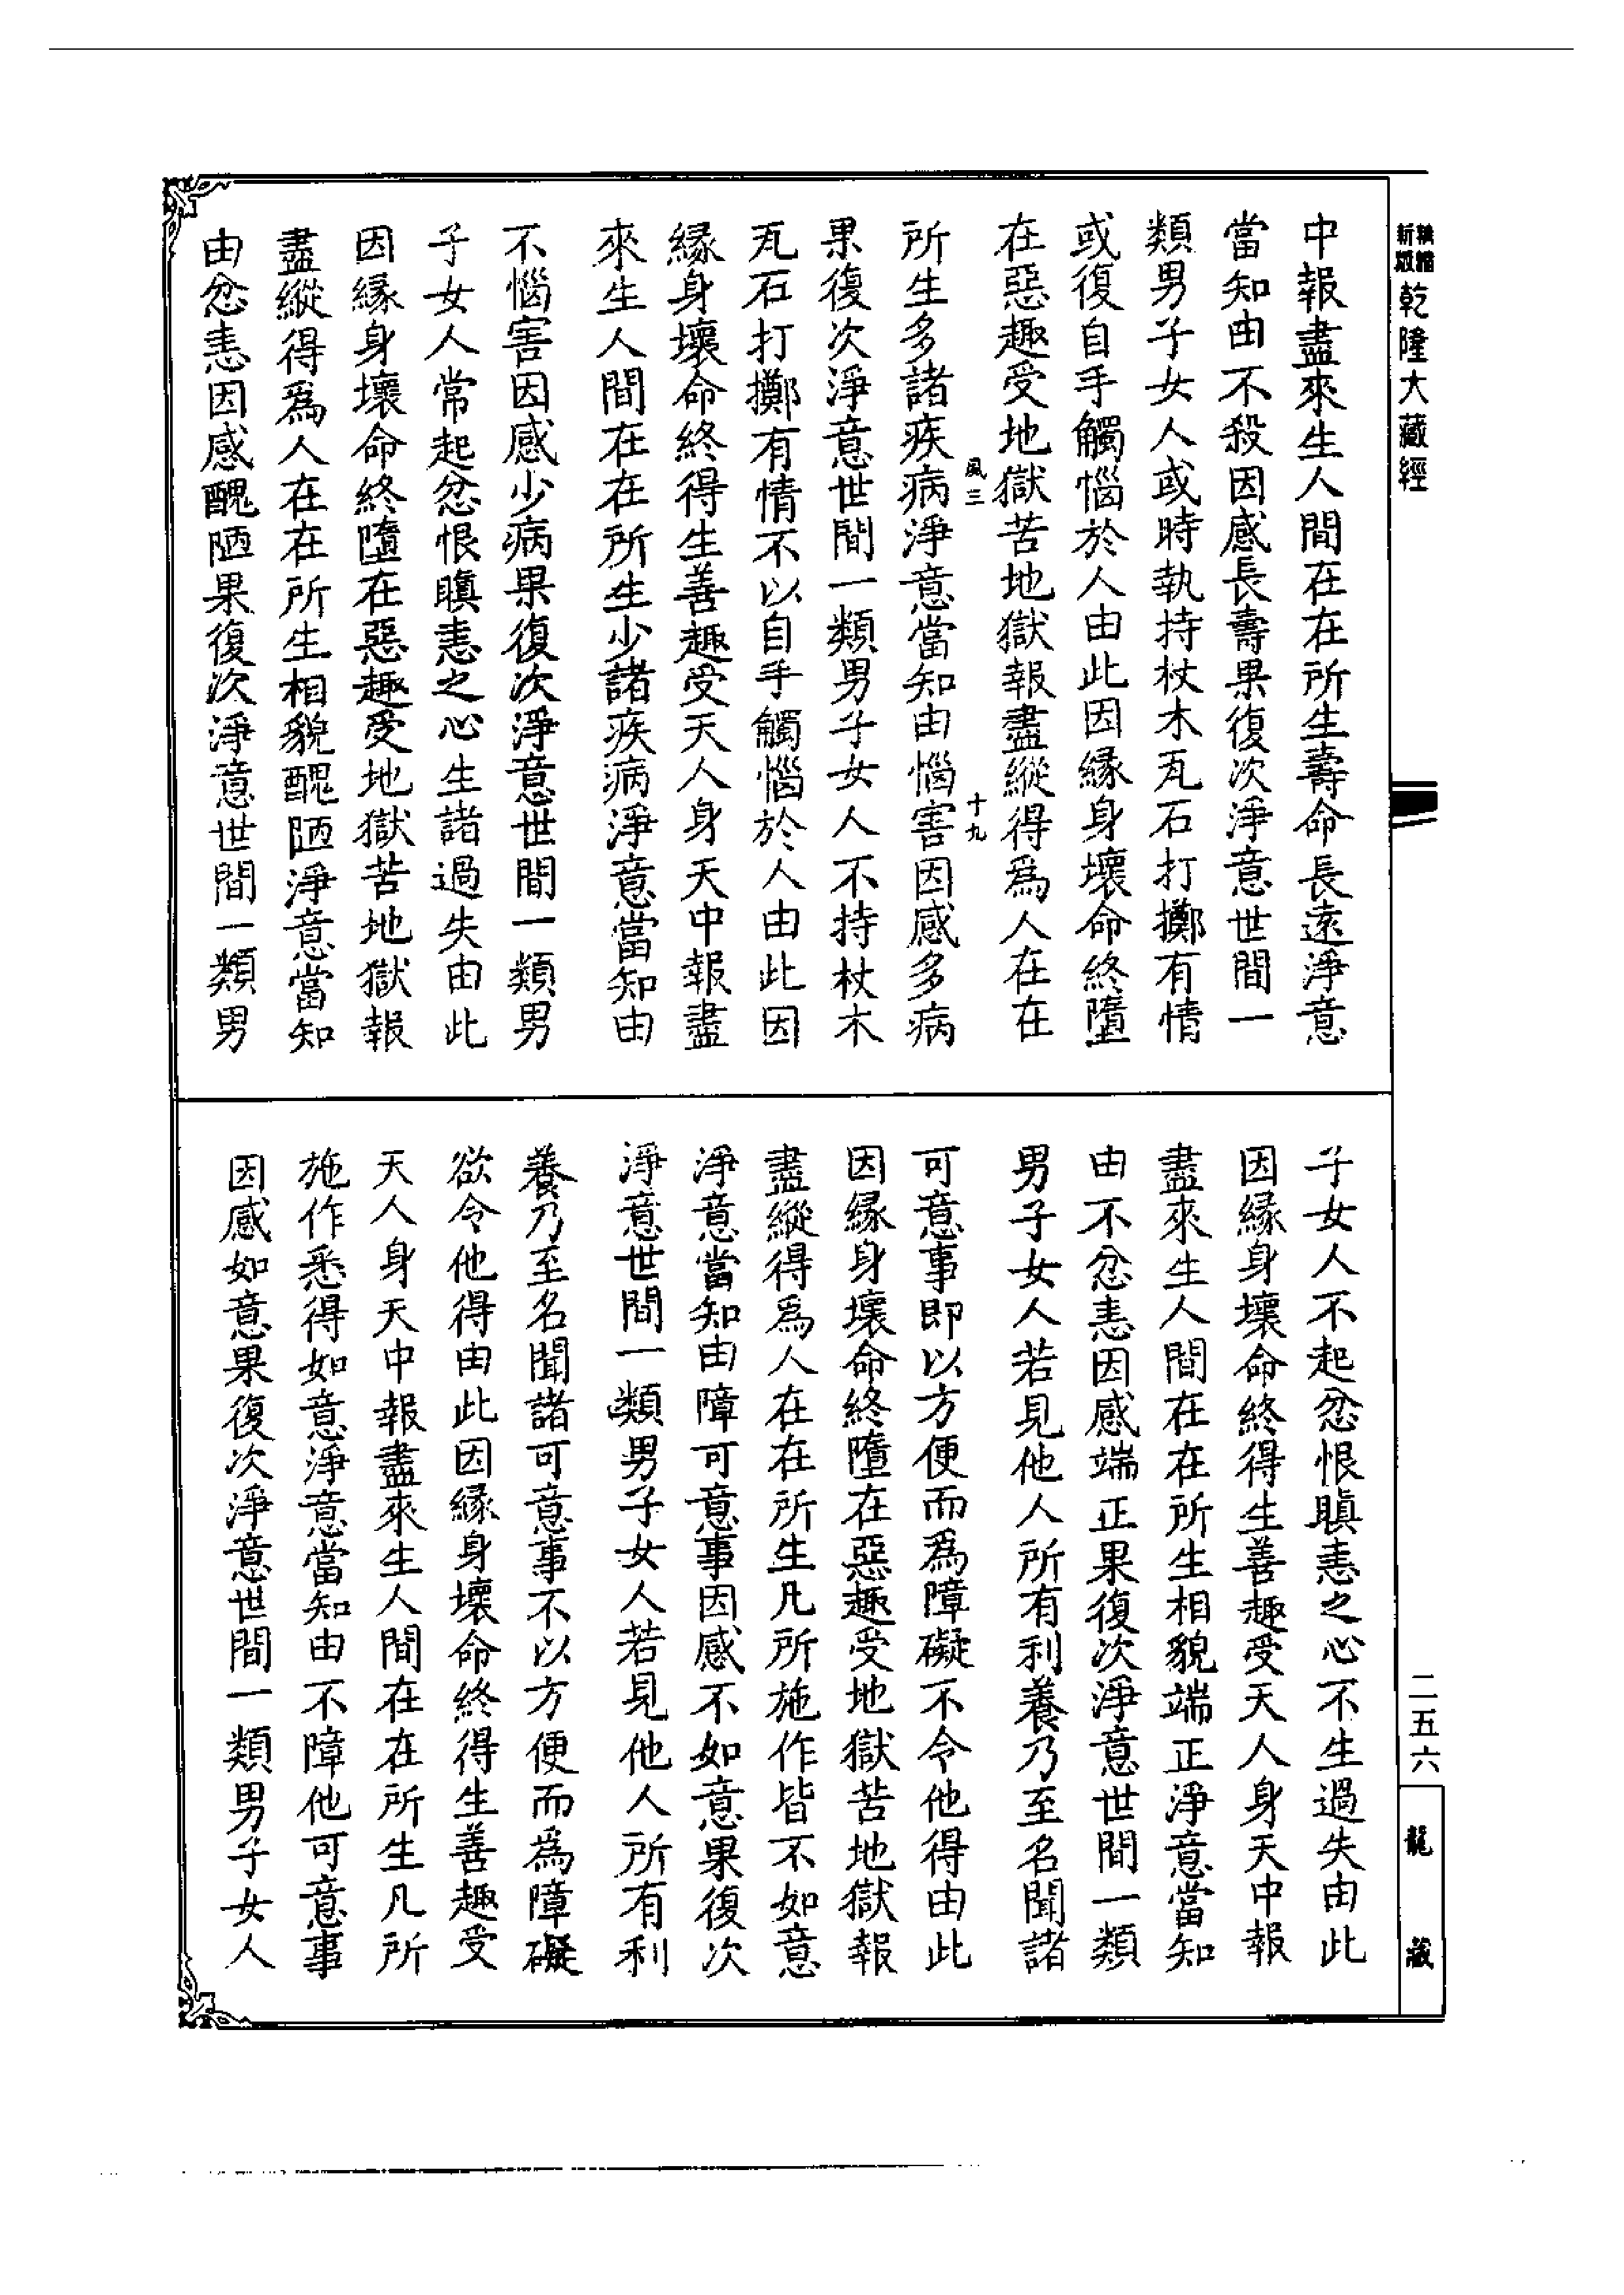 新版
乾隆大藏經
中報盡來生人間在在所生壽命長遠淨意
當知由不殺因感長壽果復次淨意世間一
類男子女人或時執持杖木瓦石打擲有情
或復自手觸惱於人由此因緣身壞命終墮
在惡趣受地獄苦地獄報盡縱得爲人在在
風三 十九
所生多諸疾病淨意當知由惱害因感多病
果復次淨意世間一類男子女人不持杖木
瓦石打擲有情不以自手觸惱於人由此因
緣身壞命終得生善趣受天人身天中報盡
來生人間在在所生少諸疾病淨意當知由
不惱害因感少病果復次淨意世間一類男
子女人常起忿恨瞋恚之心生諸過失由此
因緣身壞命終墮在惡趣受地獄苦地獄報
盡縱得爲人在在所生相貌醜陋淨意當知
由忿恚因感醜陋果復次淨意世間一類男
子女人不起忿恨瞋恚之心不生過失由此
因緣身壞命終得生善趣受天人身天中報
盡來生人間在在所生相貌端正淨意當知
由不忿恚因感端正果復次淨意世間一類
男子女人若見他人所有利養乃至名聞諸
可意事即以方便而爲障礙不令他得由此
因緣身壞命終墮在惡趣受地獄苦地獄報
盡縱得爲人在在所生凡所施作皆不如意
淨意當知由障可意事因感不如意果復次
淨意世間一類男子女人若見他人所有利
養乃至名聞諸可意事不以方便而爲障礙
欲令他得由此因緣身壞命終得生善趣受
天人身天中報盡來生人間在在所生凡所
施作悉得如意淨意當知由不障他可意事
因感如意果復次淨意世間一類男子女人
二五六
龍藏